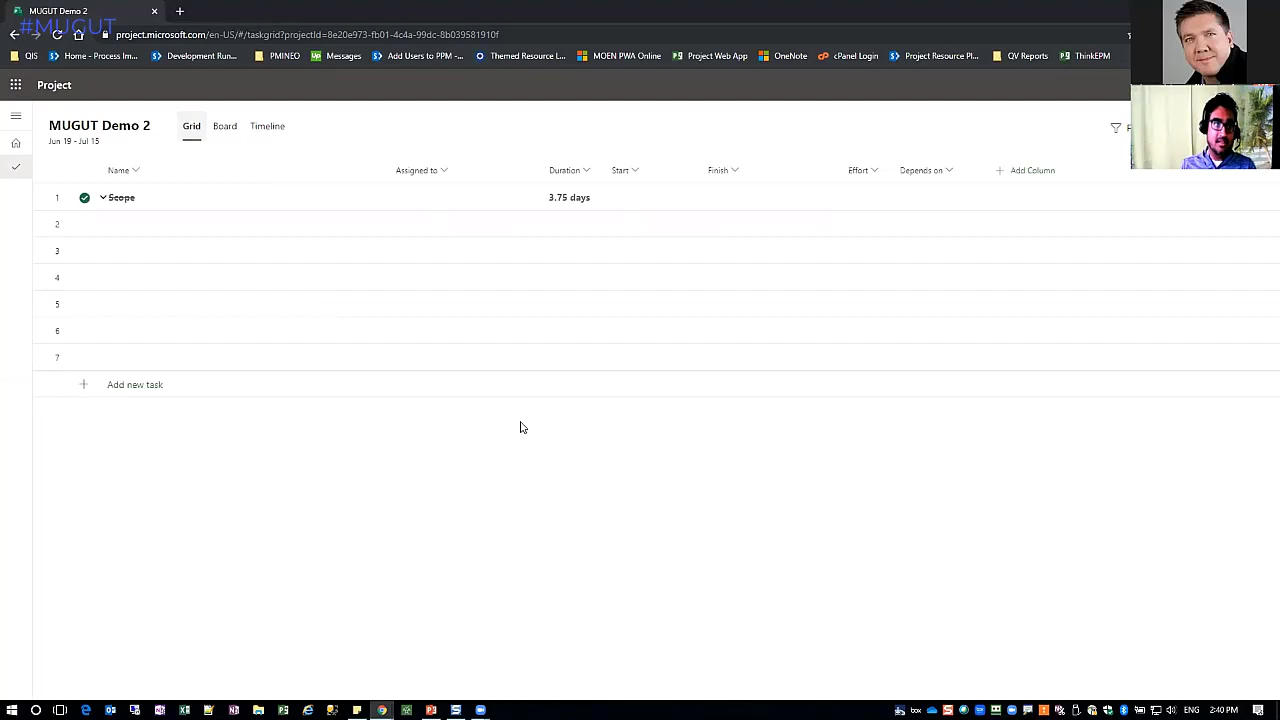 MUGUT Demo 2
#MUGUT
project.microsoft.com/en-US/#/taskgrid?projectId=8e20e973-fb01-4c4a-99dc-8b039581910f
QIS
Home - Process Im...
Development Run...
PMINEO
Messages
Add Users to PPM -...
Themed Resource L...
MOEN PWA Online
Project Web App
OneNote
cPanel Login
Project Resource Pl...
QV Reports
ThinkEPM
Project
MUGUT Demo 2
Grid
Board
Timeline
F
Jun 19 - Jul 15
Name
Assigned to
Duration
Start
Finish
Effort
Depends on
Add Column
1
Scope
3.75 days
2
3
4
5
6
7
Add new task
box
ENG
2:40 PM